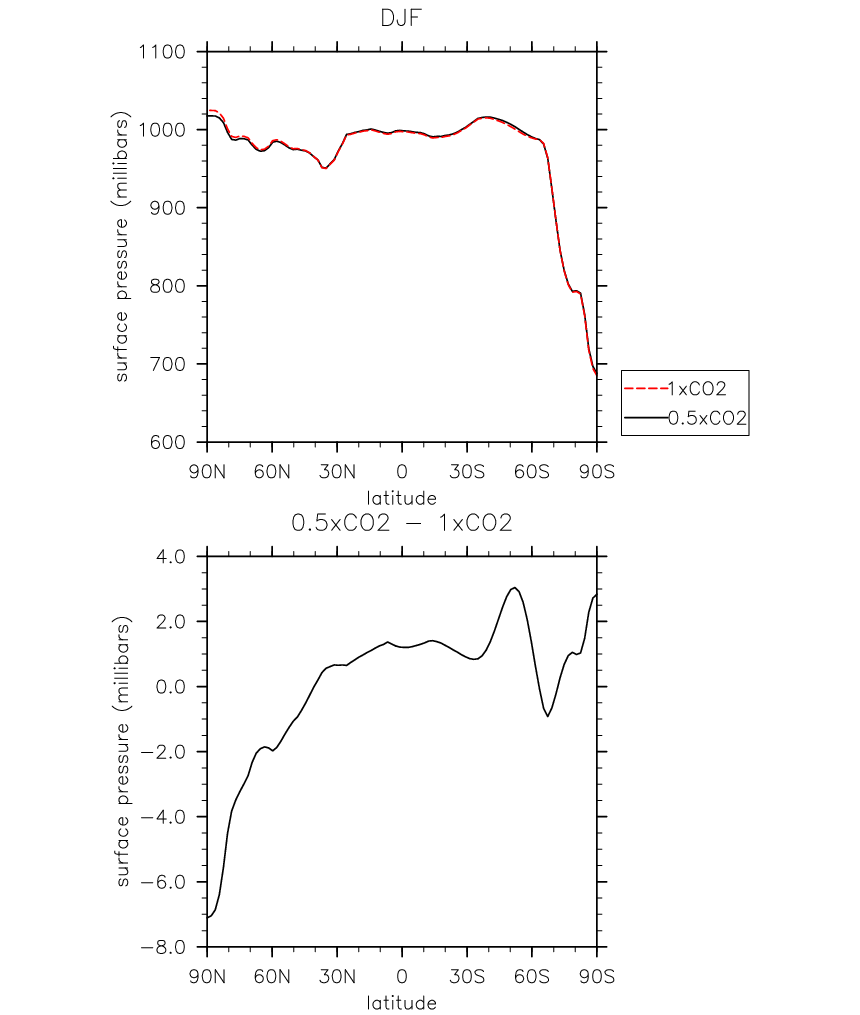 DJF
1100
1000
900
800
700
600
surface pressure (millibars)
90N 60N 30N 0 30S 60S 90S
latitude
1xCO2
0.5xCO2
0.5xCO2 − 1xCO2
4.0
2.0
0.0
−2.0
−4.0
−6.0
−8.0
surface pressure (millibars)
90N 60N 30N 0 30S 60S 90S
latitude